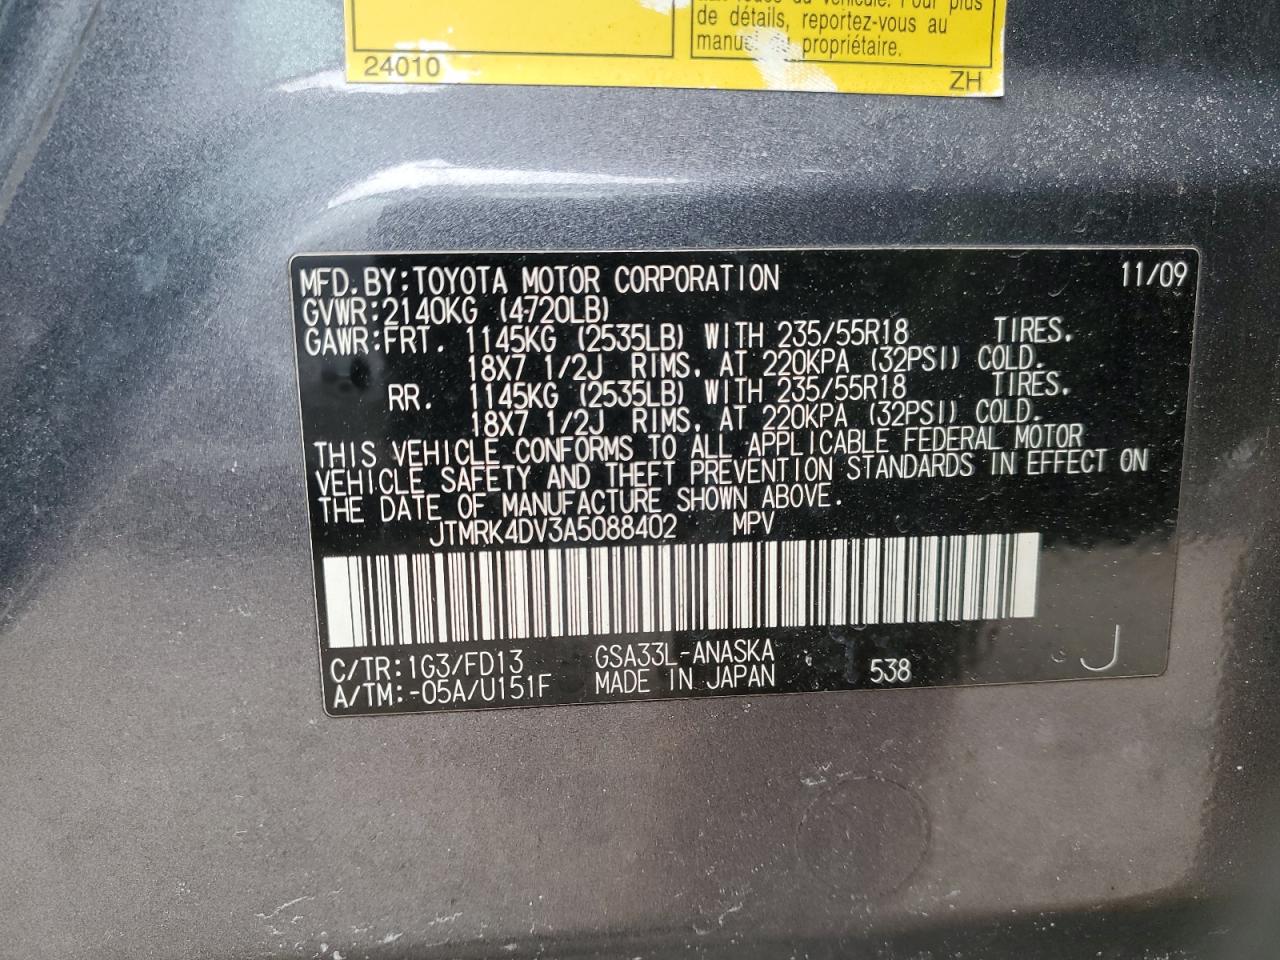 de détails, reportez-vous au
manuel du propriétaire.
24010
ZH
MFD.BY:TOYOTA MOTOR CORPORATION 11/09
GVWR:2140KG (4720LB)
GAWR:FRT. 1145KG (2535LB) WITH 235/55R18 TIRES.
18X7 1/2J RIMS. AT 220KPA (32PSI) COLD.
RR. 1145KG (2535LB) WITH 235/55R18 TIRES.
18X7 1/2J RIMS. AT 220KPA (32PSI) COLD.
THIS VEHICLE CONFORMS TO ALL APPLICABLE FEDERAL MOTOR
VEHICLE SAFETY AND THEFT PREVENTION STANDARDS IN EFFECT ON
THE DATE OF MANUFACTURE SHOWN ABOVE.
JTMRK4DV3A5088402 MPV
C/TR:1G3/FD13 GSA33L-ANASKA
A/TM:-05A/U151F MADE IN JAPAN 538 J